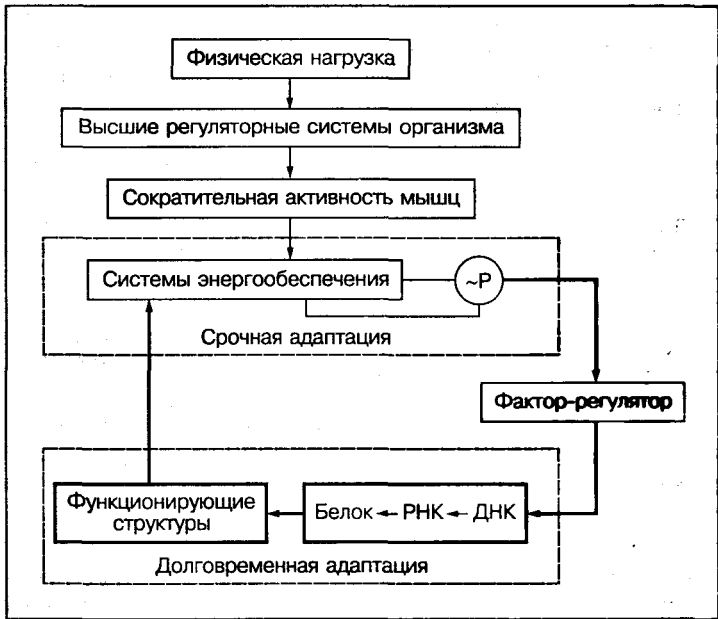 Физическая нагрузка
Высшие регуляторные системы организма
Сократительная активность мышц
Системы энергообеспечения
~P
Срочная адаптация
Фактор-регулятор
Функционирующие
структуры
Белок ← РНК ← ДНК
Долговременная адаптация